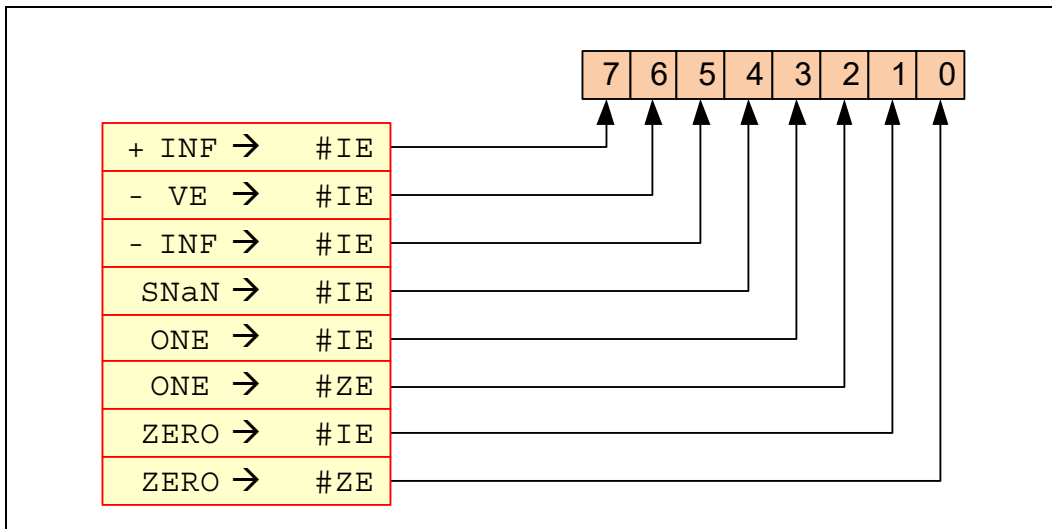 7 6 5 4 3 2 1 0
+ INF → #IE
- VE → #IE
- INF → #IE
SNaN → #IE
ONE → #IE
ONE → #ZE
ZERO → #IE
ZERO → #ZE